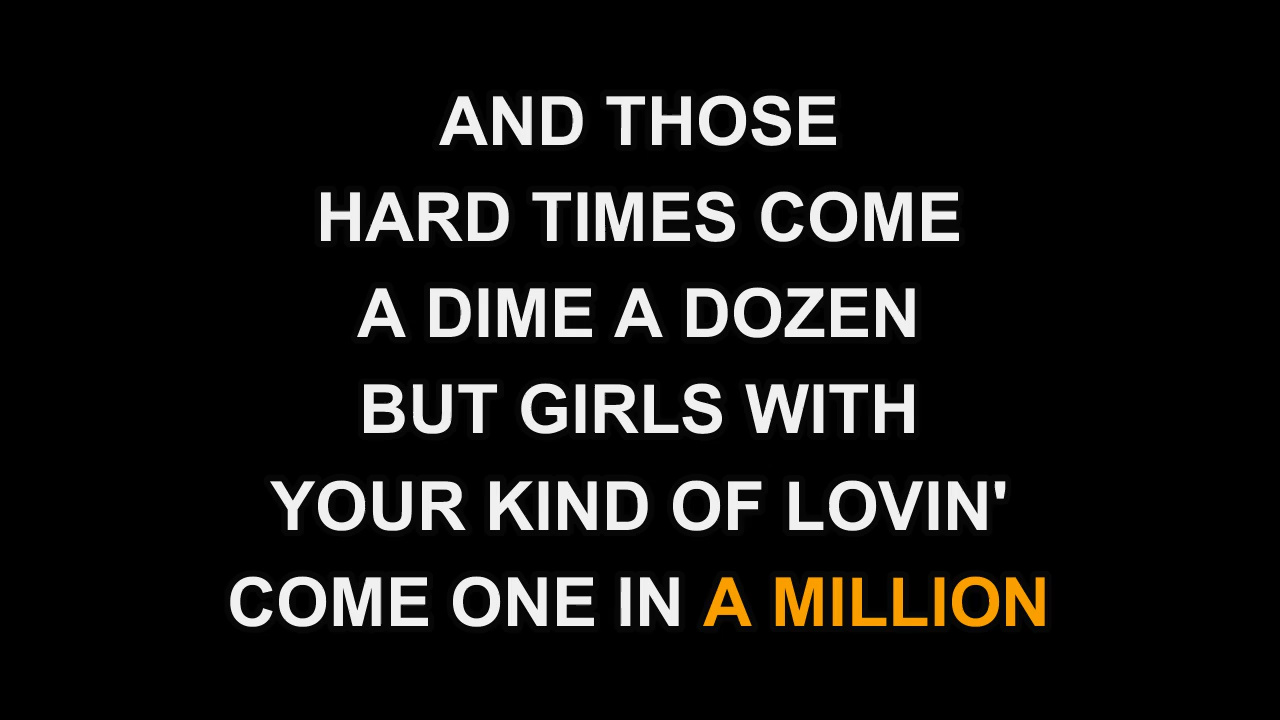 AND THOSE
HARD TIMES COME
A DIME A DOZEN
BUT GIRLS WITH
YOUR KIND OF LOVIN'
COME ONE IN A MILLION